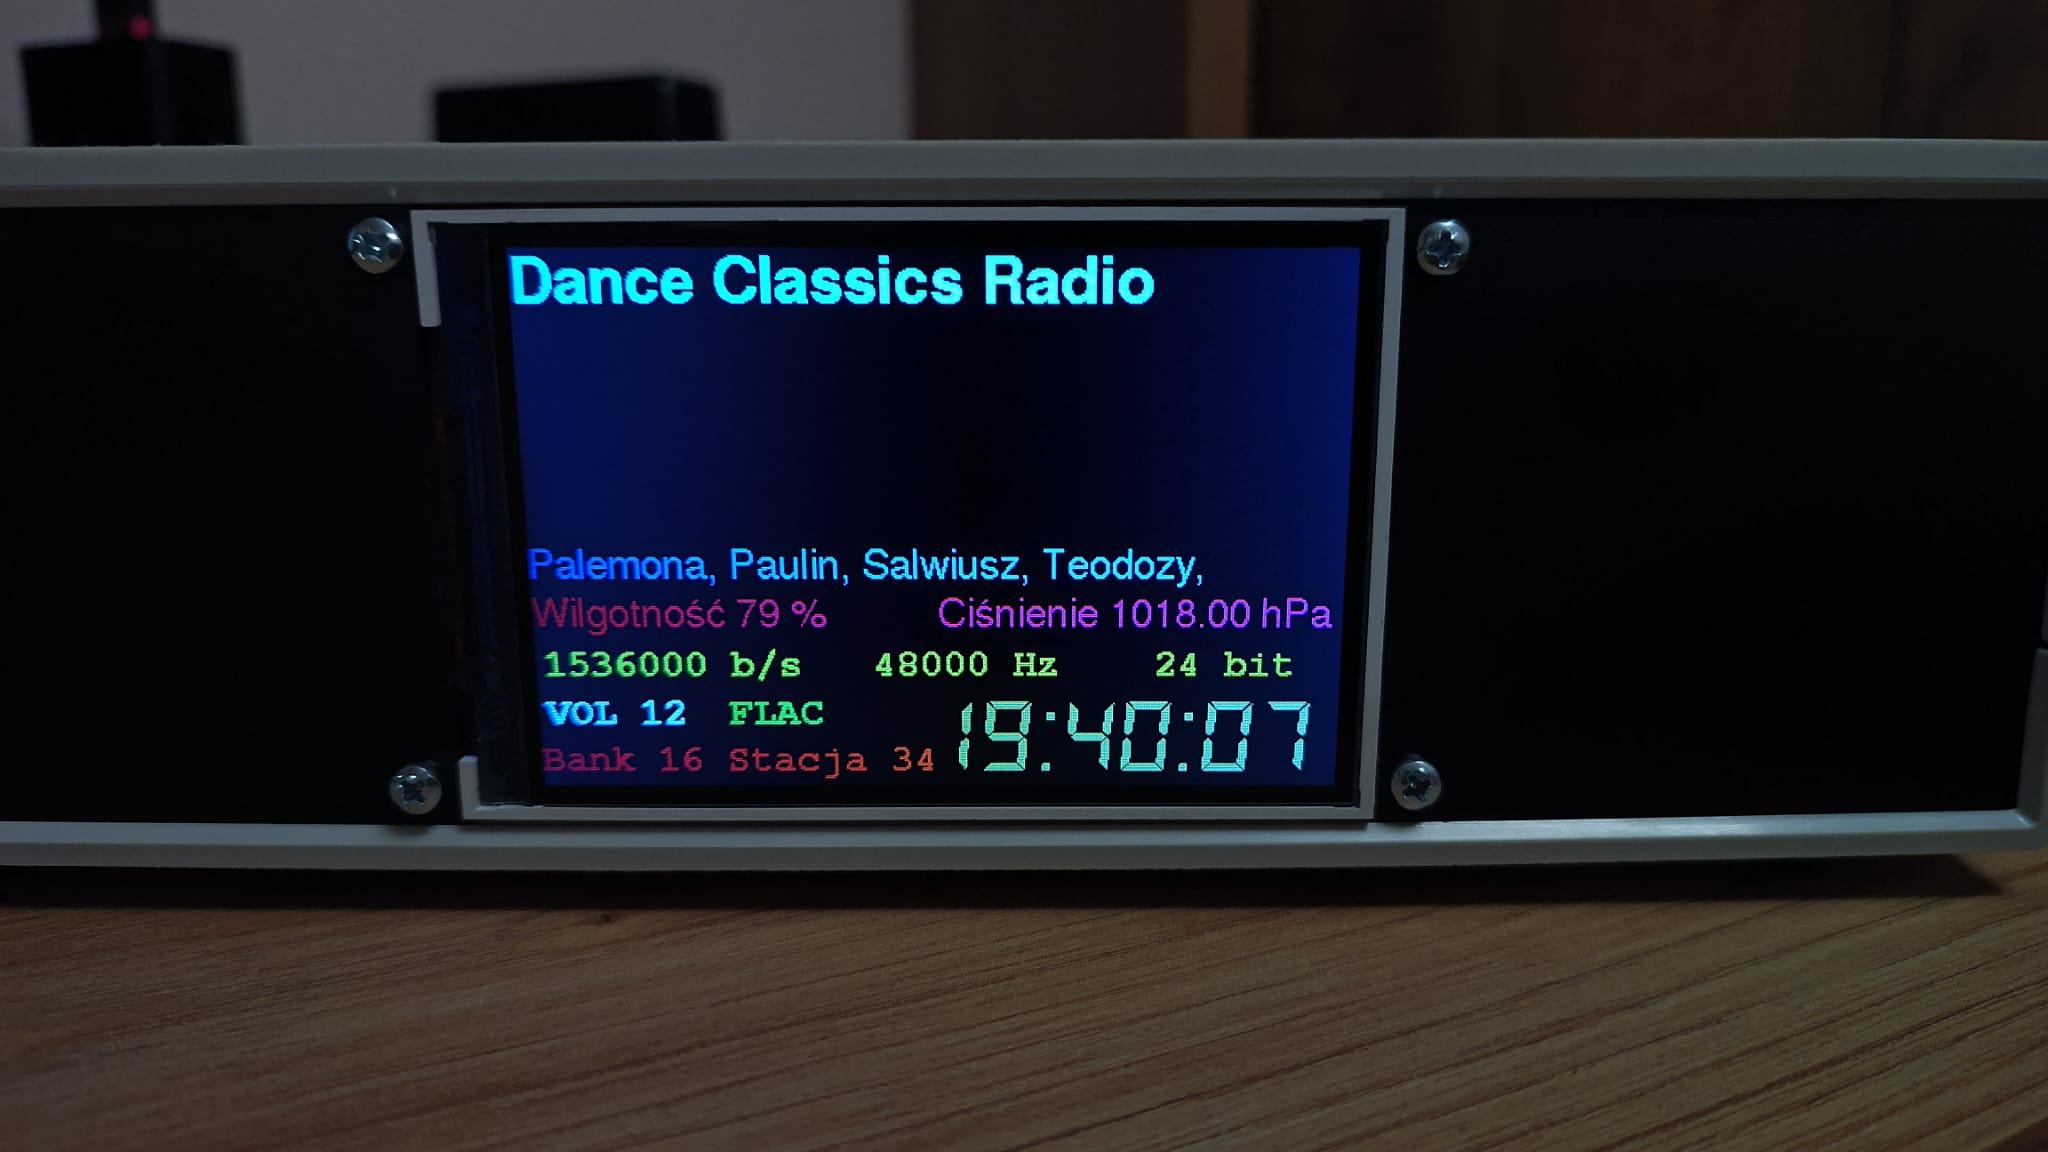 Dance Classics Radio
Palemona, Paulin, Salwiusz, Teodozy,
Wilgotność 79 % Ciśnienie 1018.00 hPa
1536000 b/s 48000 Hz 24 bit
VOL 12 FLAC
Bank 16 Stacja 34 19:40:07